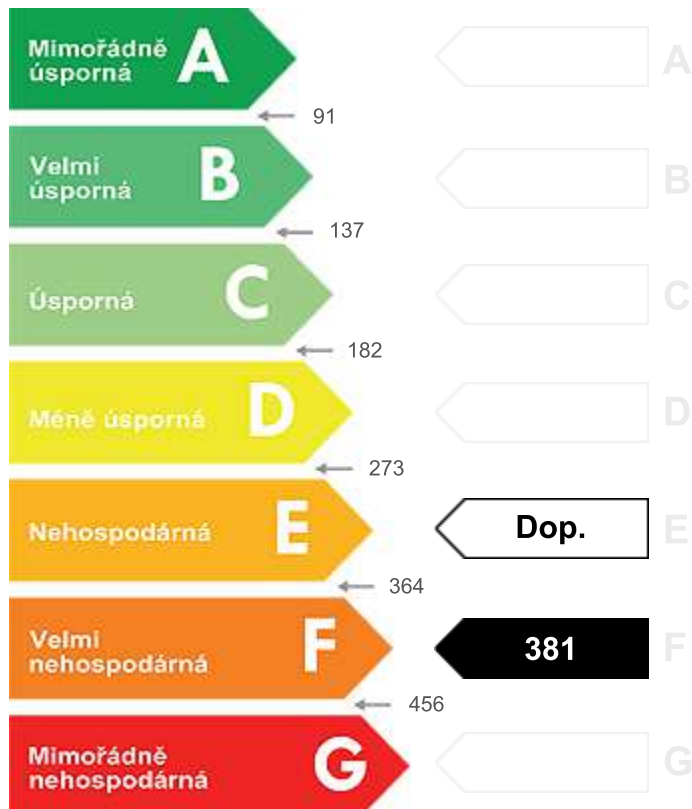 Mimořádně
úsporná
A
A
91
Velmi
úsporná
B
B
137
Úsporná
C
C
182
Méně úsporná
D
D
273
Nehospodárná
E
Dop.
E
364
Velmi
nehospodárná
F
381
F
456
Mimořádně
nehospodárná
G
G